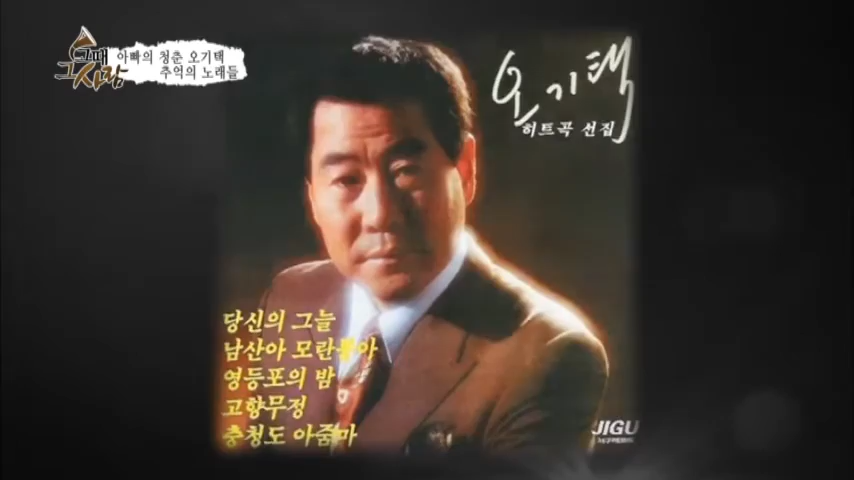 그때
그 사람
아빠의 청춘 오기택
추억의 노래들
오기택
히트곡 선집
당신의 그늘
남산아 모란봉아
영등포의 밤
고향무정
충청도 아줌마
JIGU